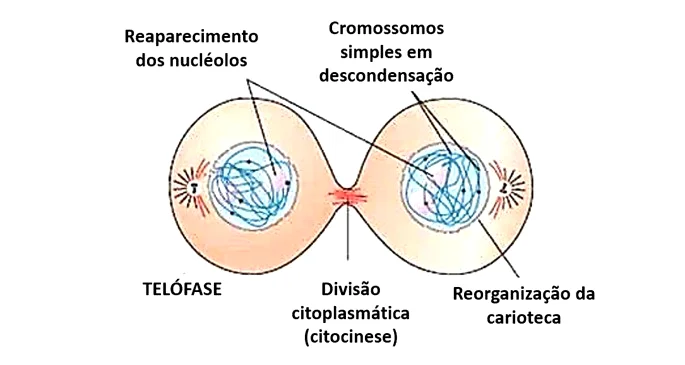 Reaparecimento
dos nucléolos
Cromossomos
simples em
descondensação
TELÓFASE
Divisão
citoplasmática
(citocinese)
Reorganização da
carioteca